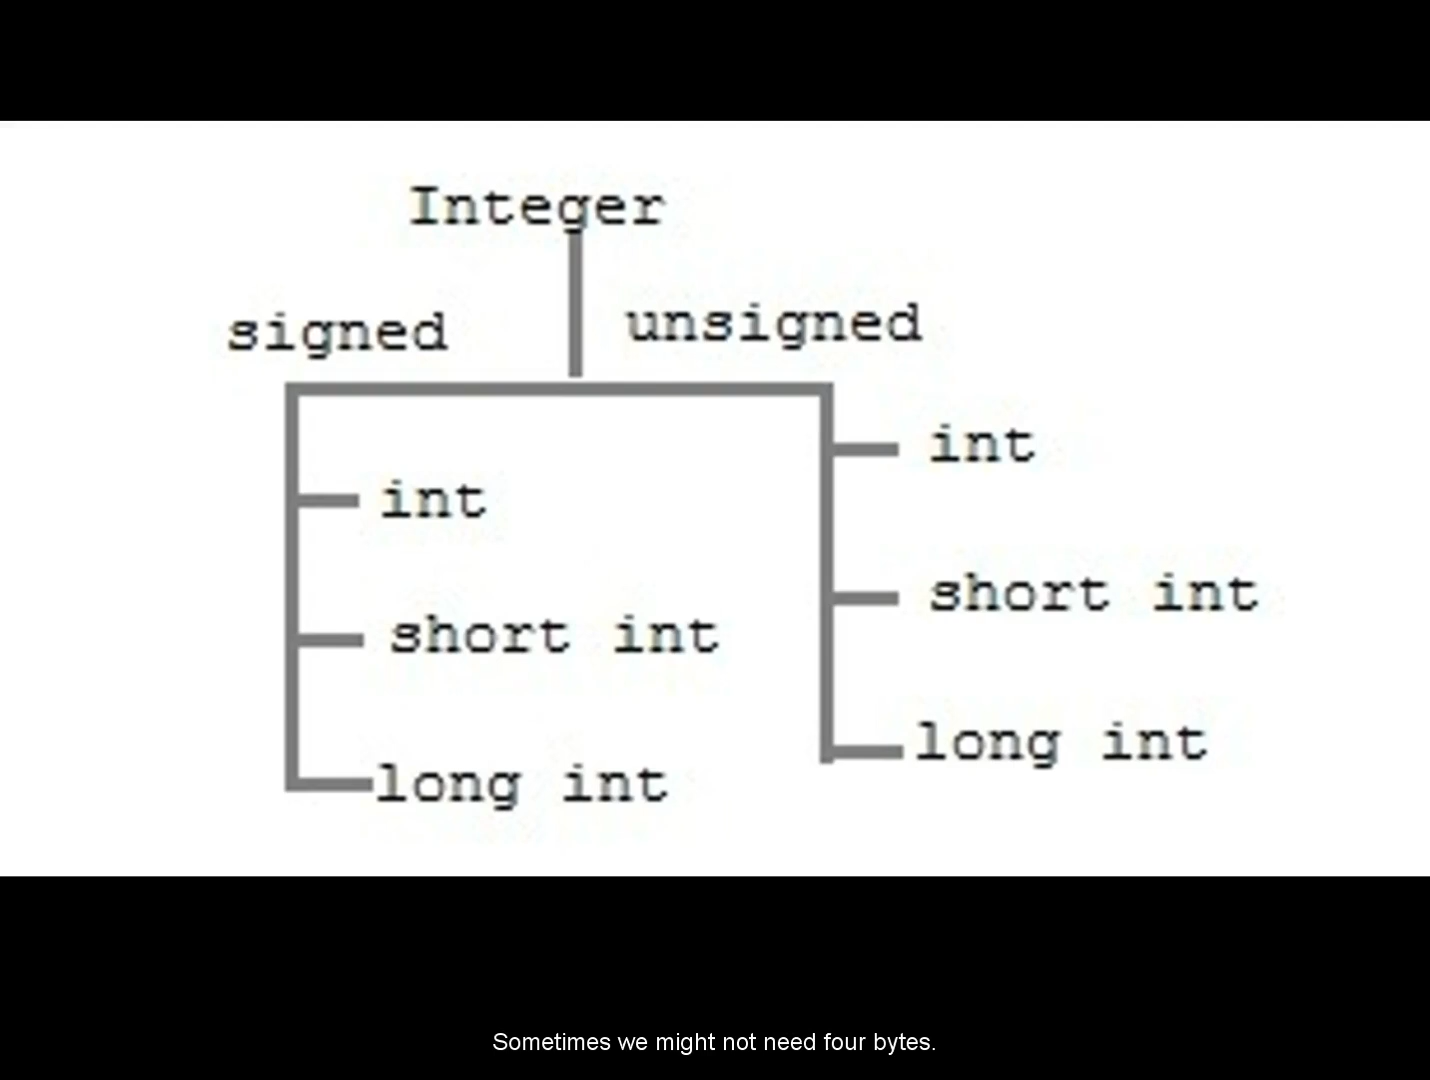 Integer
signed
unsigned
int
short int
long int
int
short int
long int
Sometimes we might not need four bytes.